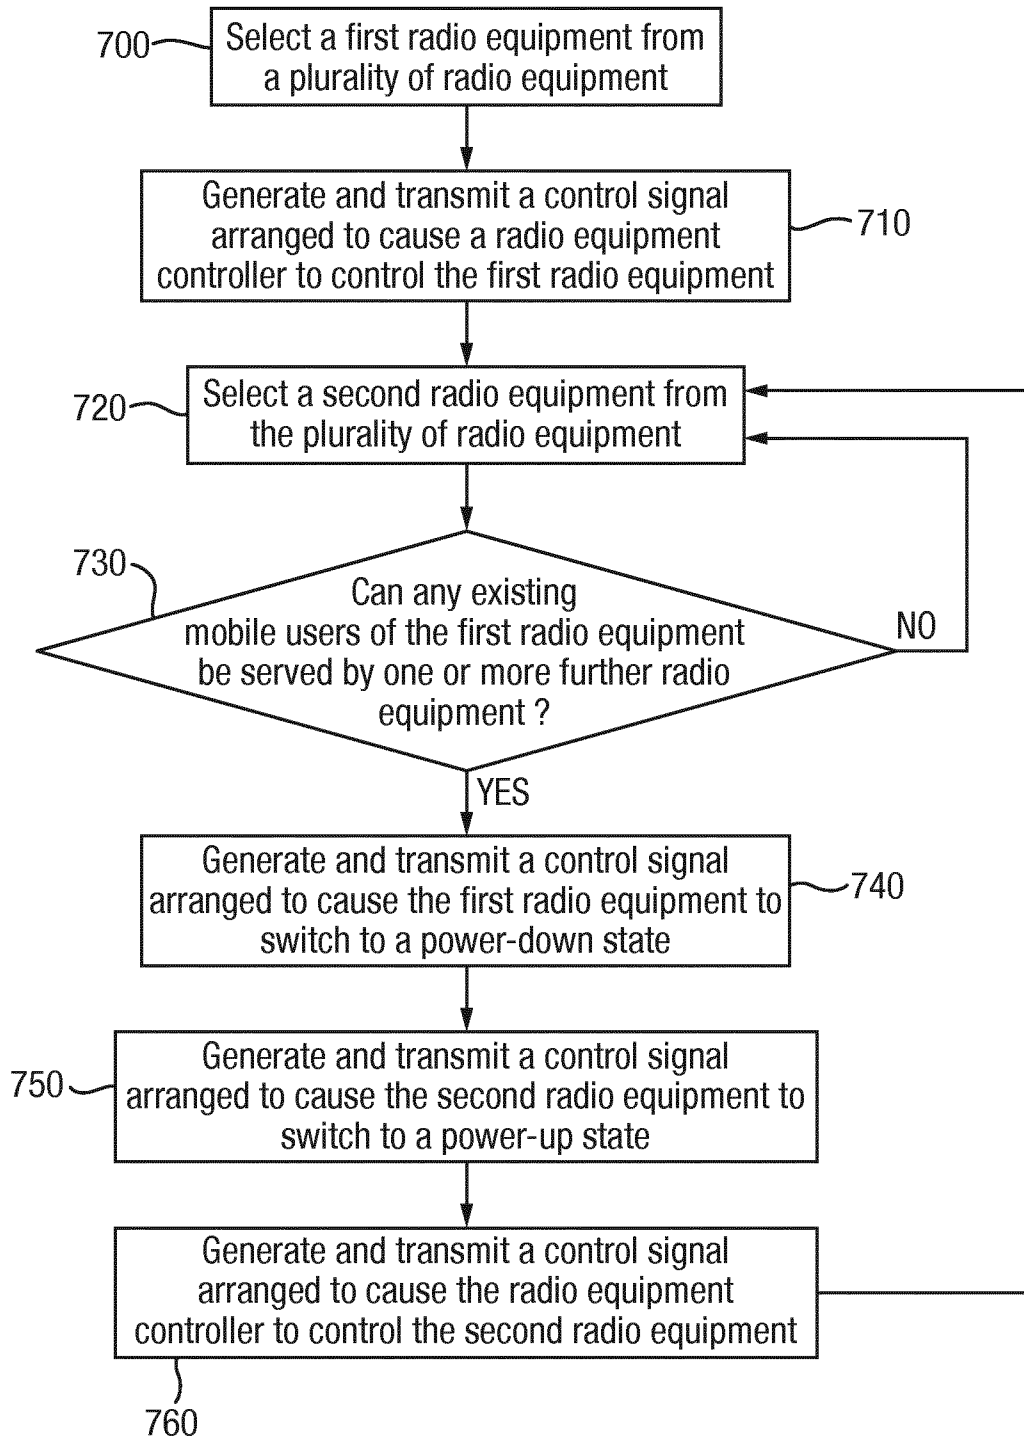 700
Select a first radio equipment from
a plurality of radio equipment
Generate and transmit a control signal
arranged to cause a radio equipment
controller to control the first radio equipment
710
720
Select a second radio equipment from
the plurality of radio equipment
730
Can any existing
mobile users of the first radio equipment
be served by one or more further radio
equipment ?
NO
YES
Generate and transmit a control signal
arranged to cause the first radio equipment to
switch to a power-down state
740
750
Generate and transmit a control signal
arranged to cause the second radio equipment to
switch to a power-up state
Generate and transmit a control signal
arranged to cause the radio equipment
controller to control the second radio equipment
760